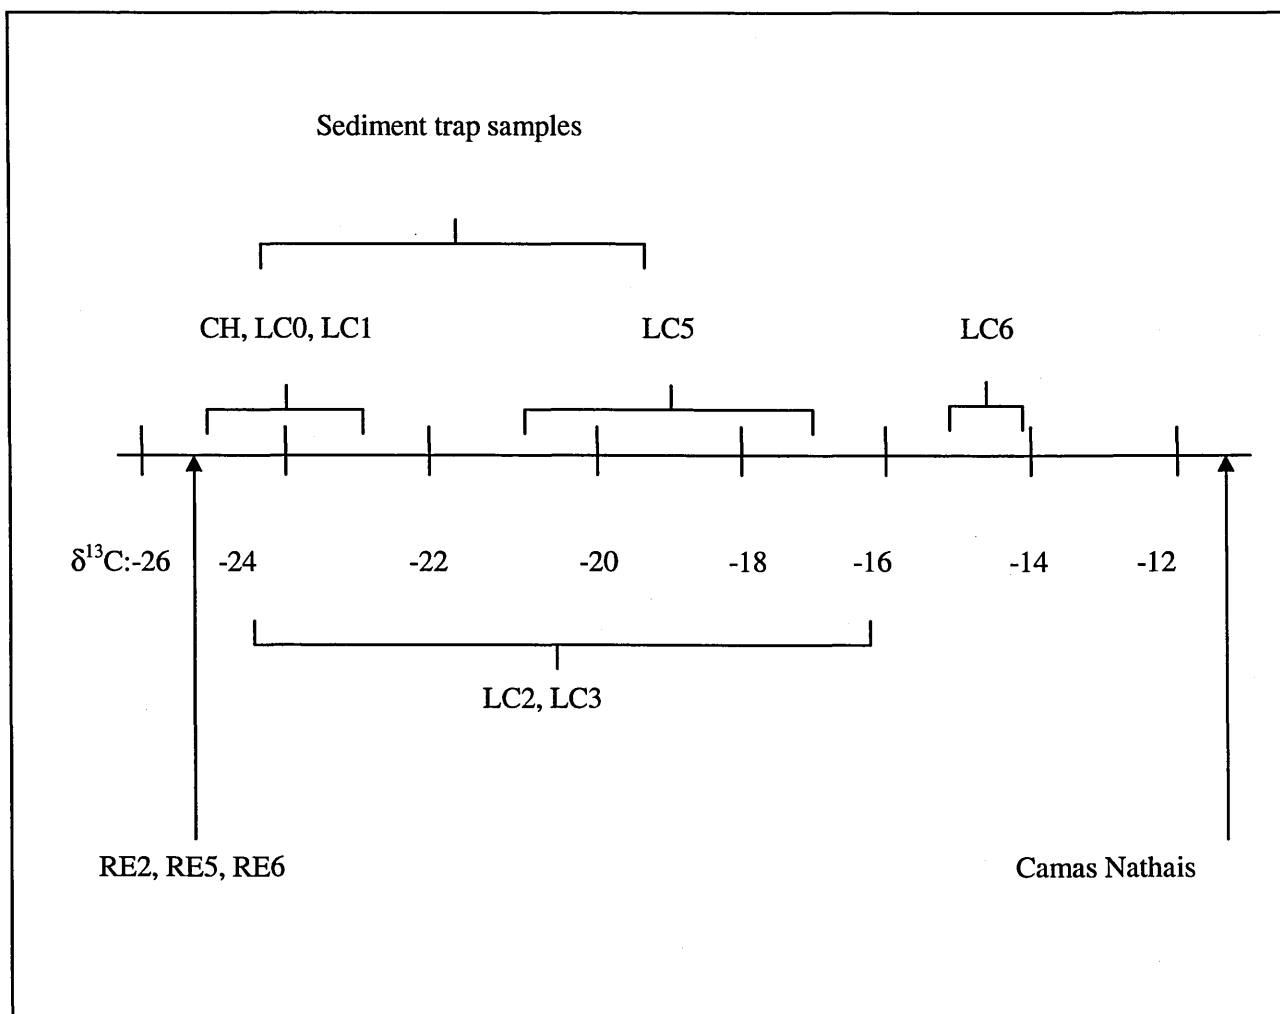 Sediment trap samples
CH, LC0, LC1 LC5 LC6
δ¹³C:-26 -24 -22 -20 -18 -16 -14 -12
LC2, LC3
RE2, RE5, RE6 Camas Nathais